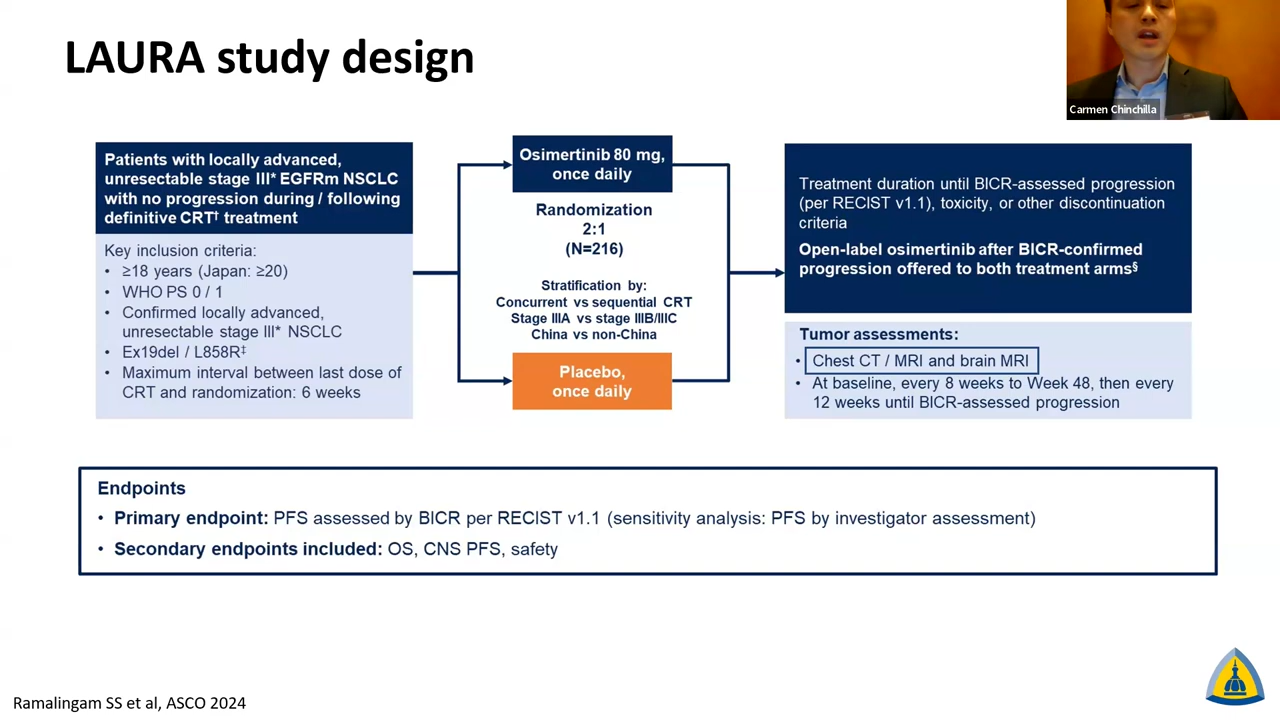 LAURA study design
Carmen Chinchilla
Patients with locally advanced,
unresectable stage III* EGFRm NSCLC
with no progression during / following
definitive CRT† treatment
Key inclusion criteria:
• ≥18 years (Japan: ≥20)
• WHO PS 0 / 1
• Confirmed locally advanced,
unresectable stage III* NSCLC
• Ex19del / L858R‡
• Maximum interval between last dose of
CRT and randomization: 6 weeks
Osimertinib 80 mg,
once daily
Randomization
2:1
(N=216)
Stratification by:
Concurrent vs sequential CRT
Stage IIIA vs stage IIIB/IIIC
China vs non-China
Placebo,
once daily
Treatment duration until BICR-assessed progression
(per RECIST v1.1), toxicity, or other discontinuation
criteria
Open-label osimertinib after BICR-confirmed
progression offered to both treatment arms§
Tumor assessments:
• Chest CT / MRI and brain MRI
• At baseline, every 8 weeks to Week 48, then every
12 weeks until BICR-assessed progression
Endpoints
• Primary endpoint: PFS assessed by BICR per RECIST v1.1 (sensitivity analysis: PFS by investigator assessment)
• Secondary endpoints included: OS, CNS PFS, safety
Ramalingam SS et al, ASCO 2024